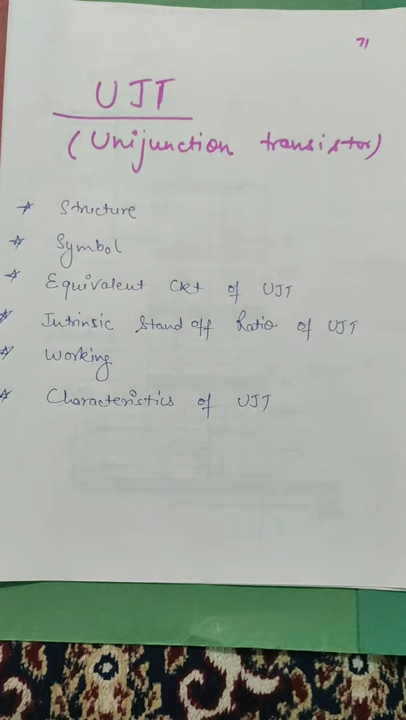 71
UJT
(Unijunction transistor)
* Structure
* Symbol
* Equivalent Ckt of UJT
* Intrinsic Stand off Ratio of UJT
* Working
* Characteristics of UJT